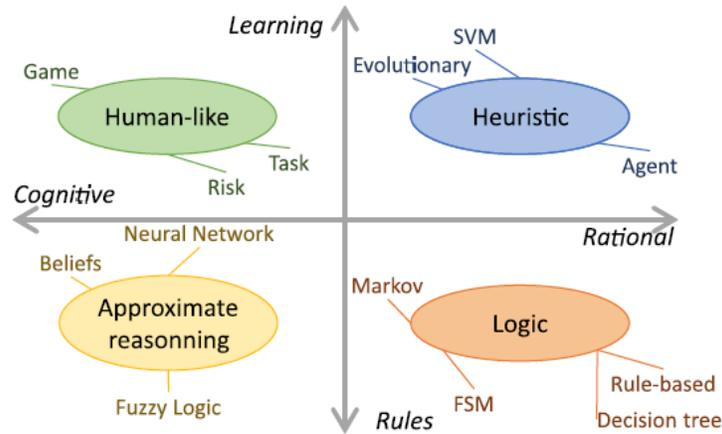 Learning
SVM
Evolutionary
Game
Human-like
Heuristic
Task
Agent
Risk
Cognitive
Rational
Neural Network
Beliefs
Markov
Approximate
reasonning
Logic
Rule-based
FSM
Fuzzy Logic
Decision tree
Rules